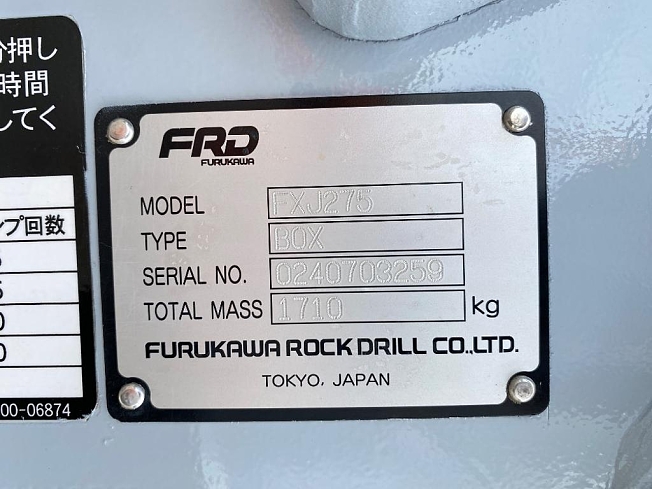 分押し
時間
してく
ンプ回数
00-06874
FRD
FURUKAWA
MODEL FXJ275
TYPE BOX
SERIAL NO. 0240703259
TOTAL MASS 1710 kg
FURUKAWA ROCK DRILL CO.,LTD.
TOKYO, JAPAN